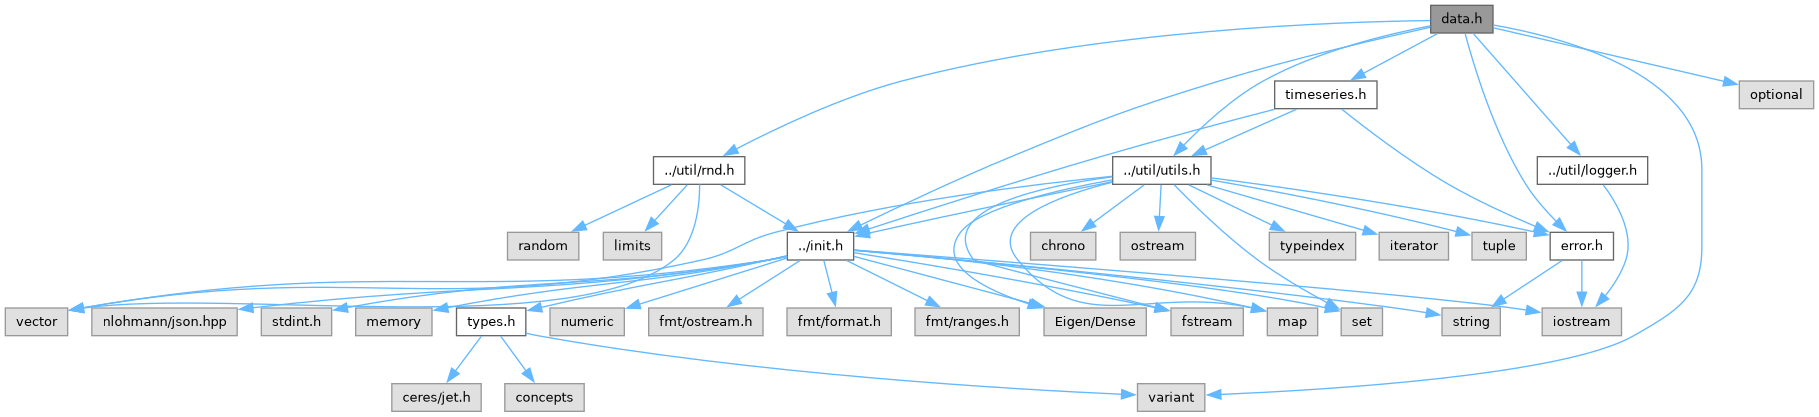 data.h
timeseries.h
optional
../util/rnd.h
../util/utils.h
../util/logger.h
random
limits
../init.h
chrono
ostream
typeindex
iterator
tuple
error.h
vector
nlohmann/json.hpp
stdint.h
memory
types.h
numeric
fmt/ostream.h
fmt/format.h
fmt/ranges.h
Eigen/Dense
fstream
map
set
string
iostream
ceres/jet.h
concepts
variant